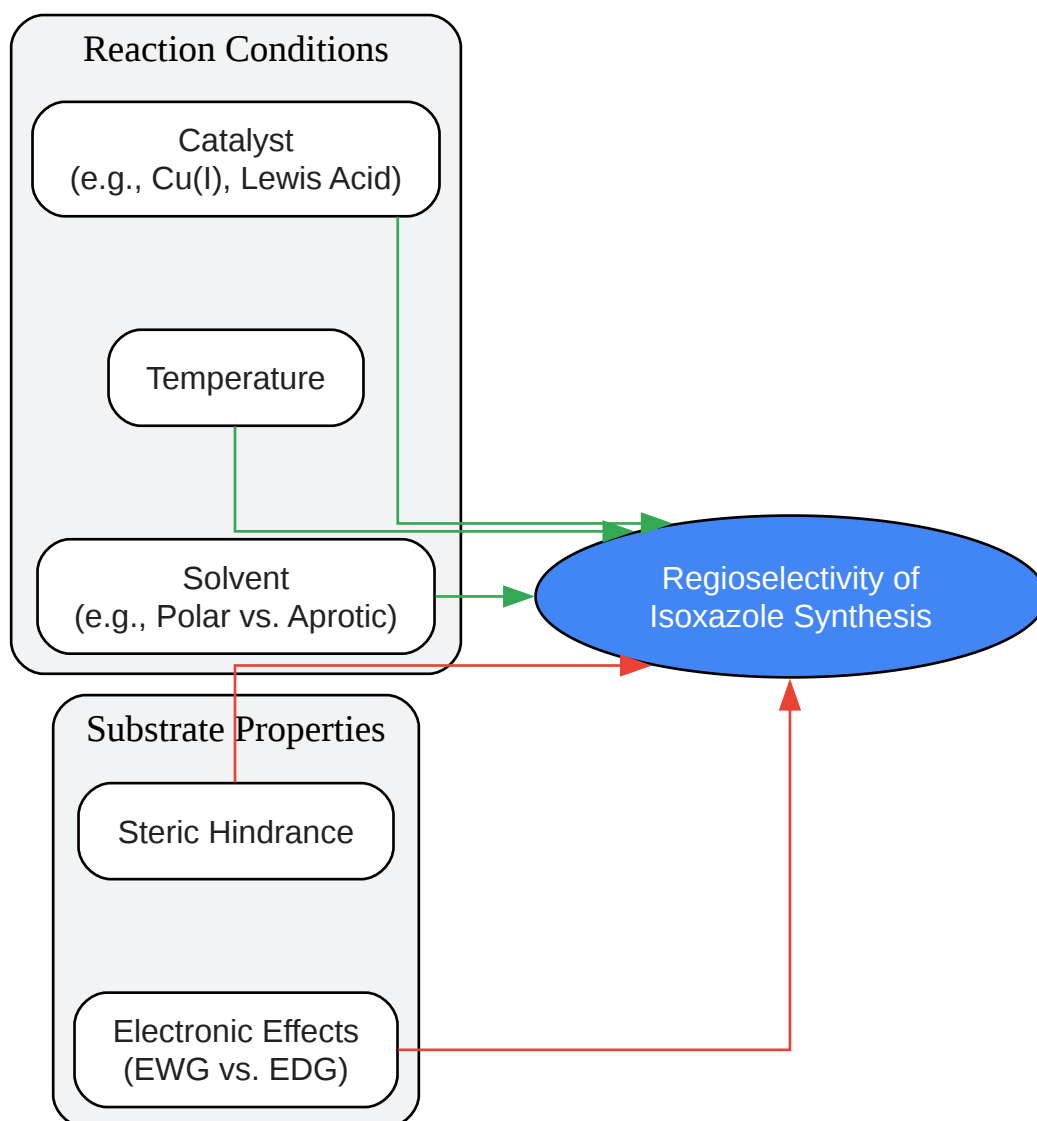 Reaction Conditions
Catalyst
(e.g., Cu(I), Lewis Acid)
Temperature
Solvent
(e.g., Polar vs. Aprotic)
Regioselectivity of
Isoxazole Synthesis
Substrate Properties
Steric Hindrance
Electronic Effects
(EWG vs. EDG)